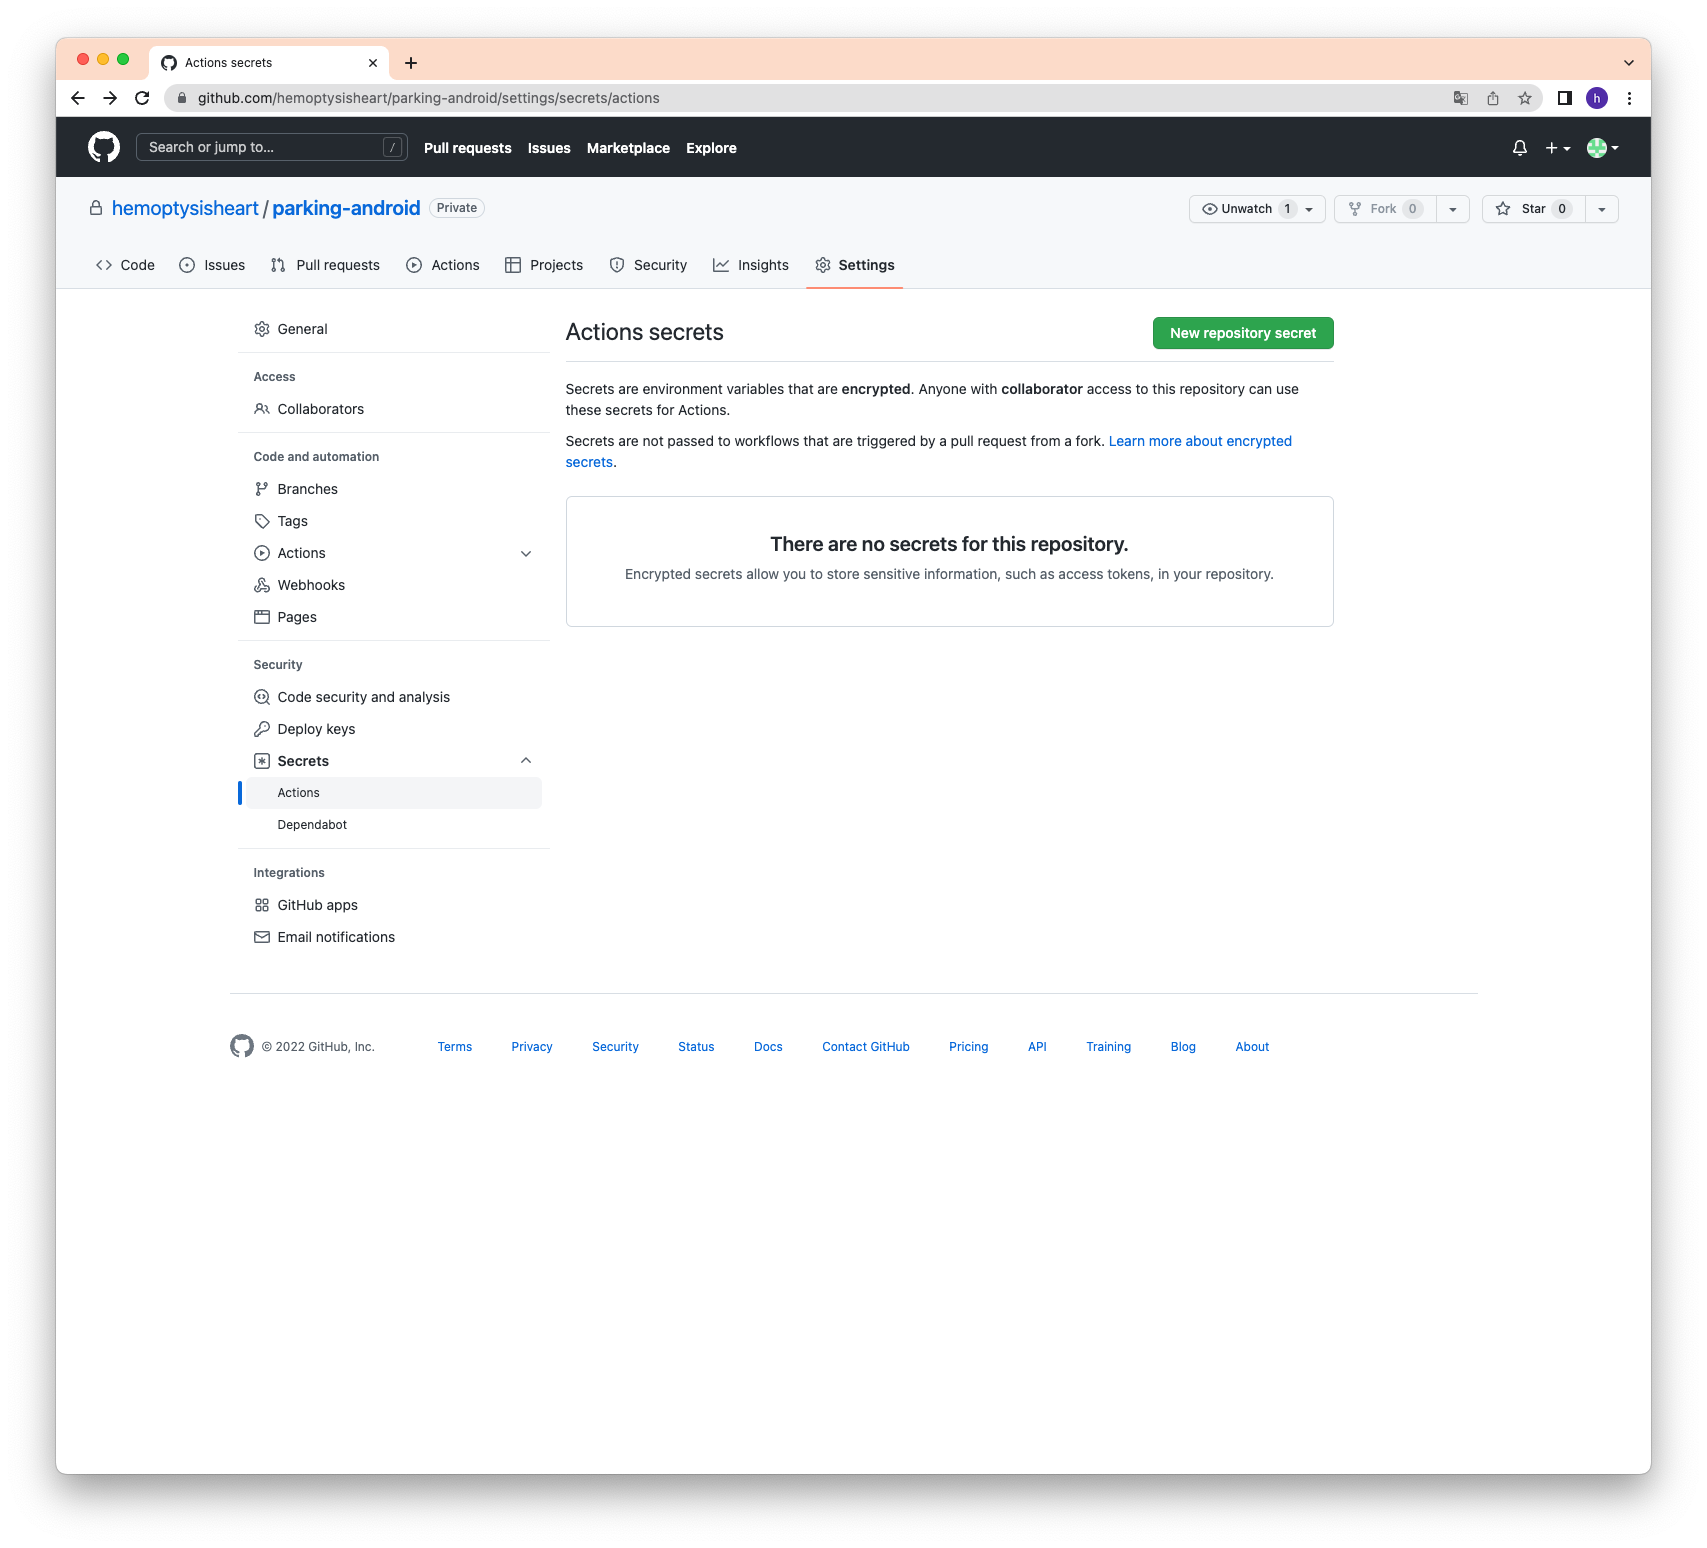 Actions secrets
github.com/hemoptysisheart/parking-android/settings/secrets/actions
h
Search or jump to...
/
Pull requests
Issues
Marketplace
Explore
hemoptysisheart / parking-android
Private
Unwatch 1
Fork 0
Star 0
Code
Issues
Pull requests
Actions
Projects
Security
Insights
Settings
General
Access
Collaborators
Code and automation
Branches
Tags
Actions
Webhooks
Pages
Security
Code security and analysis
Deploy keys
Secrets
Actions
Dependabot
Integrations
GitHub apps
Email notifications
Actions secrets
New repository secret
Secrets are environment variables that are encrypted. Anyone with collaborator access to this repository can use
these secrets for Actions.
Secrets are not passed to workflows that are triggered by a pull request from a fork. Learn more about encrypted
secrets.
There are no secrets for this repository.
Encrypted secrets allow you to store sensitive information, such as access tokens, in your repository.
© 2022 GitHub, Inc.
Terms
Privacy
Security
Status
Docs
Contact GitHub
Pricing
API
Training
Blog
About